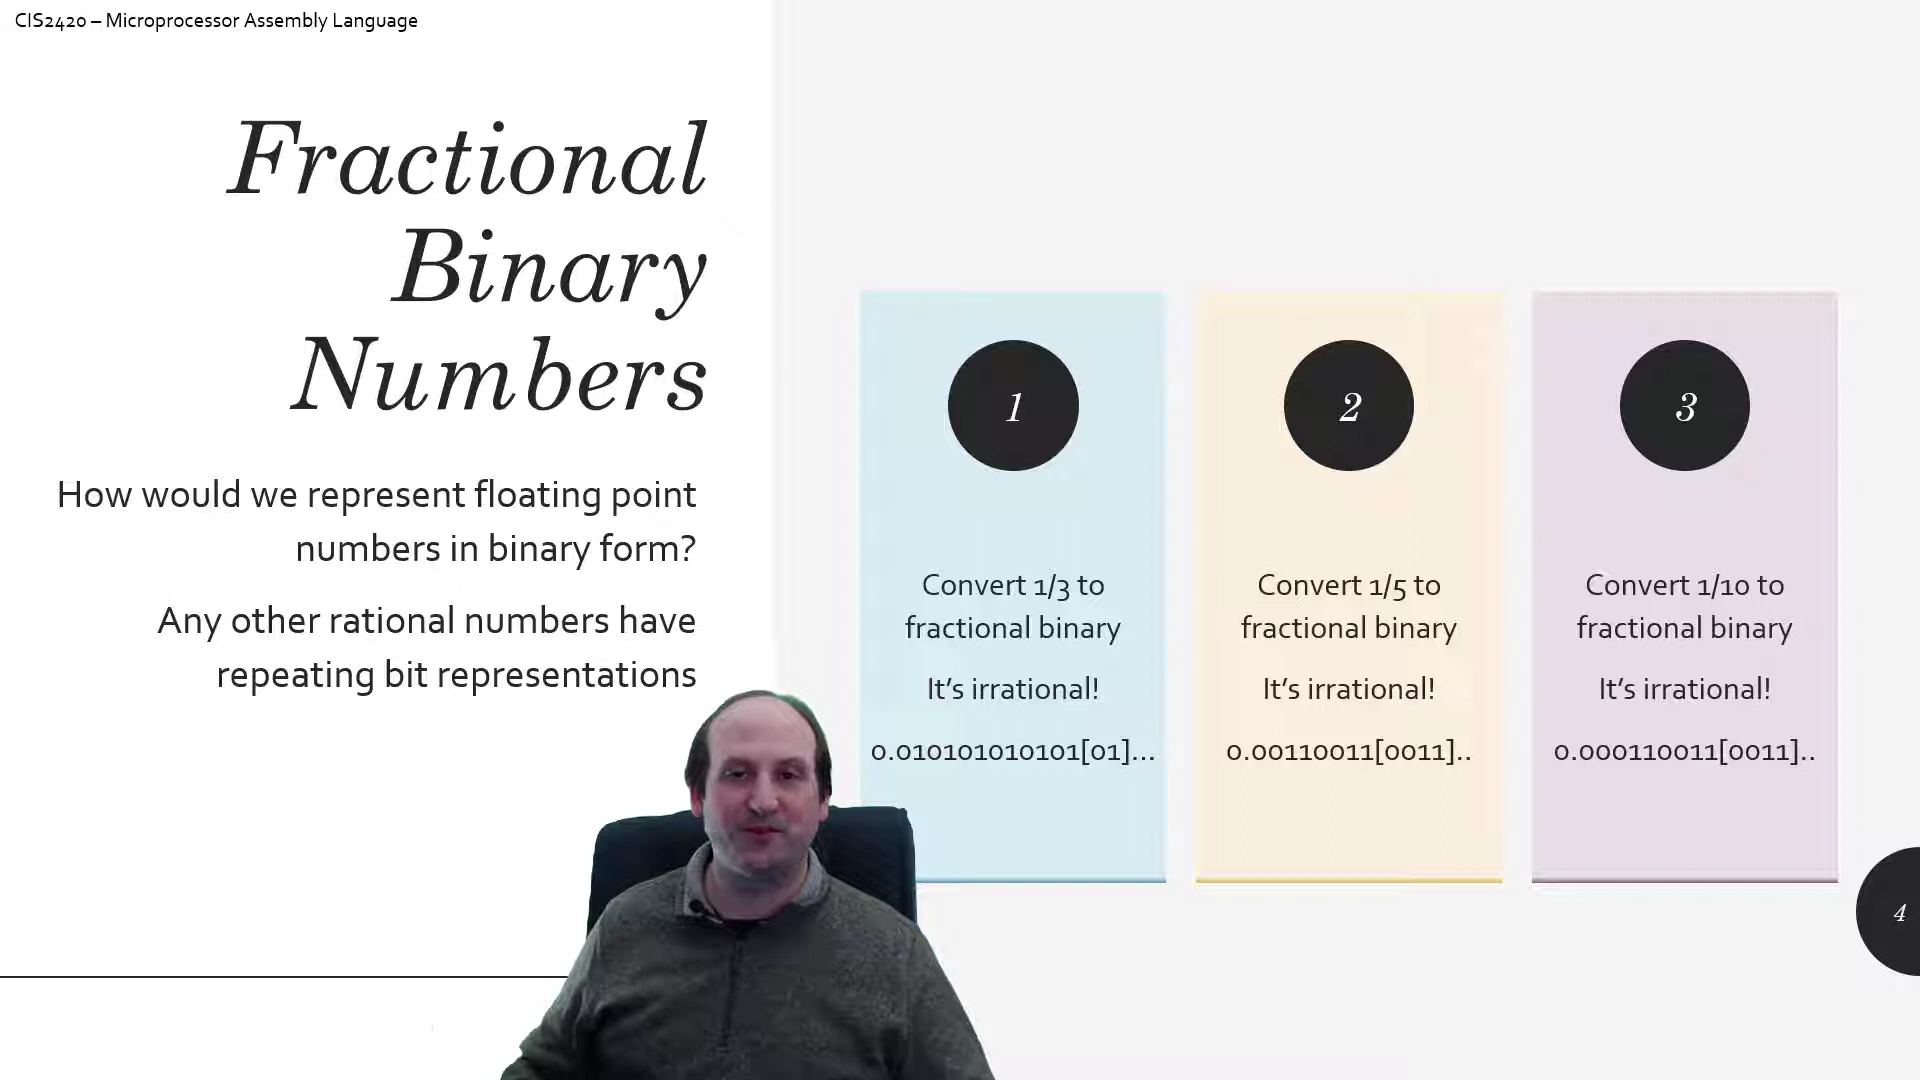 CIS2420 – Microprocessor Assembly Language
Fractional
Binary
Numbers
How would we represent floating point
numbers in binary form?
Any other rational numbers have
repeating bit representations
1
Convert 1/3 to
fractional binary
It’s irrational!
0.010101010101[01]...
2
Convert 1/5 to
fractional binary
It’s irrational!
0.00110011[0011]..
3
Convert 1/10 to
fractional binary
It’s irrational!
0.000110011[0011]..
4